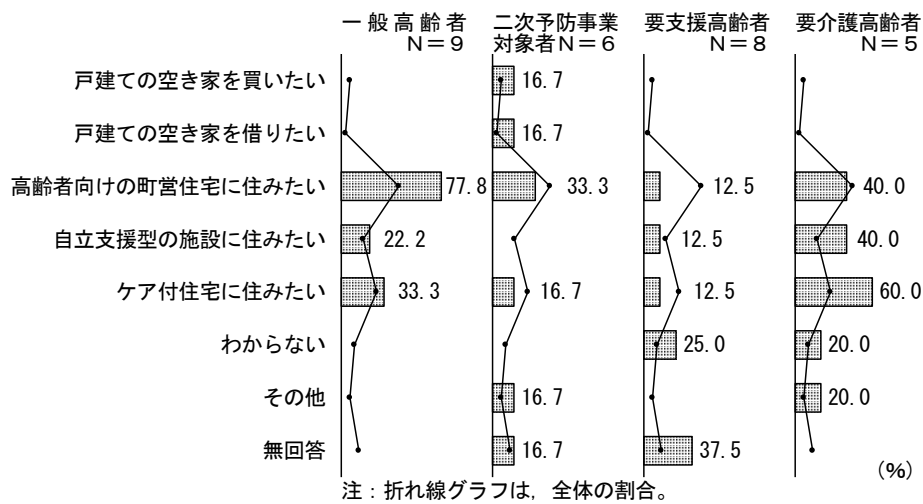 一般高齢者 二次予防事業 要支援高齢者 要介護高齢者
N＝9 対象者N＝6 N＝8 N＝5
戸建ての空き家を買いたい 16.7
戸建ての空き家を借りたい 16.7
高齢者向けの町営住宅に住みたい 77.8 33.3 12.5 40.0
自立支援型の施設に住みたい 22.2 12.5 40.0
ケア付住宅に住みたい 33.3 16.7 12.5 60.0
わからない 25.0 20.0
その他 16.7 20.0
無回答 16.7 37.5
(%)
注：折れ線グラフは，全体の割合。